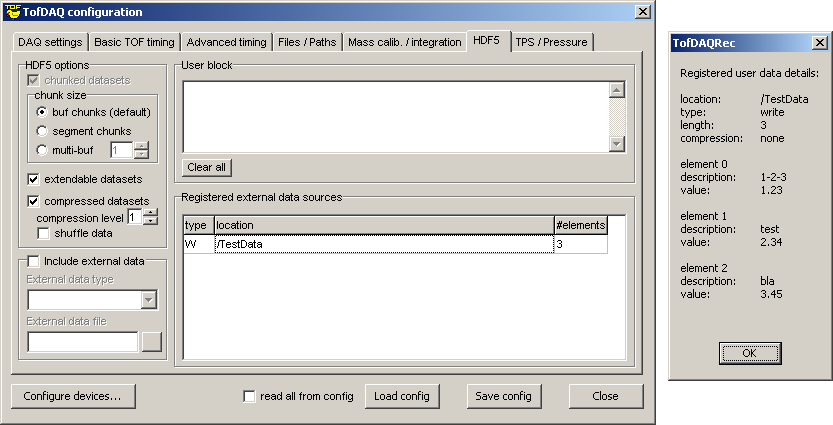 TOF TofDAQ configuration
DAQ settings
Basic TOF timing
Advanced timing
Files / Paths
Mass calib. / integration
HDF5
TPS / Pressure
HDF5 options
chunked datasets
chunk size
buf chunks (default)
segment chunks
multi-buf 1
extendable datasets
compressed datasets
compression level 1
shuffle data
Include external data
External data type
External data file
User block
Clear all
Registered external data sources
type location #elements
W /TestData 3
Configure devices...
read all from config
Load config
Save config
Close
TofDAQRec
Registered user data details:
location: /TestData
type: write
length: 3
compression: none
element 0
description: 1-2-3
value: 1.23
element 1
description: test
value: 2.34
element 2
description: bla
value: 3.45
OK